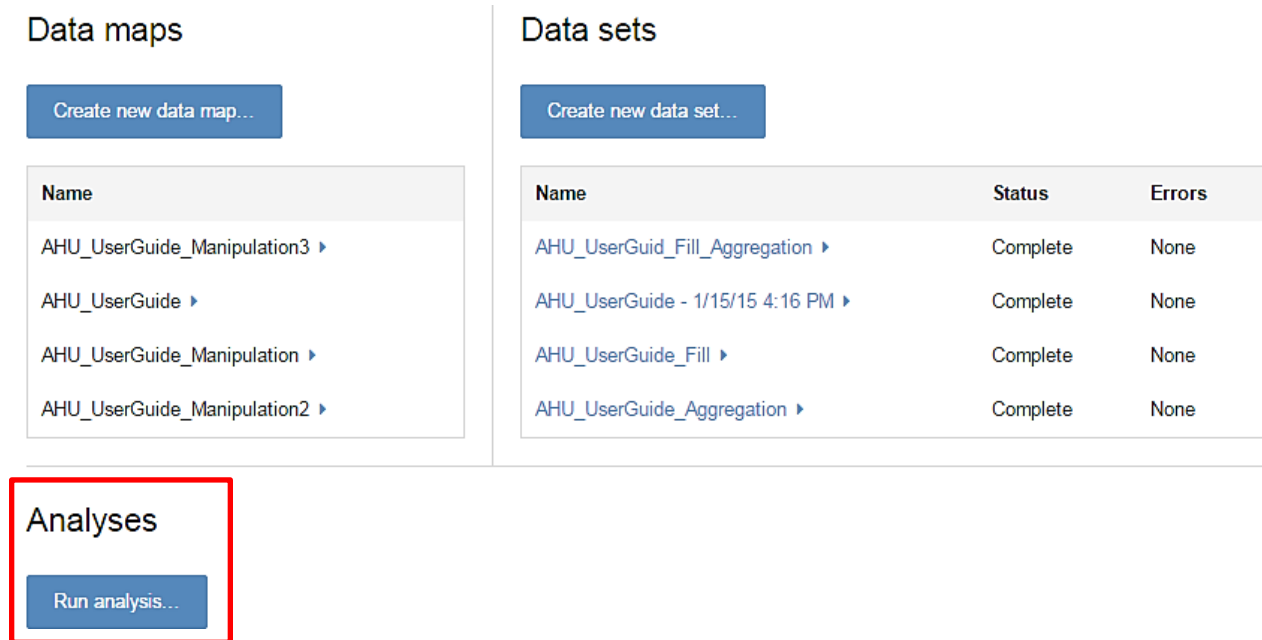 Data maps
Create new data map...
Name
AHU_UserGuide_Manipulation3
AHU_UserGuide
AHU_UserGuide_Manipulation
AHU_UserGuide_Manipulation2
Data sets
Create new data set...
Name Status Errors
AHU_UserGuid_Fill_Aggregation Complete None
AHU_UserGuide - 1/15/15 4:16 PM Complete None
AHU_UserGuide_Fill Complete None
AHU_UserGuide_Aggregation Complete None
Analyses
Run analysis...